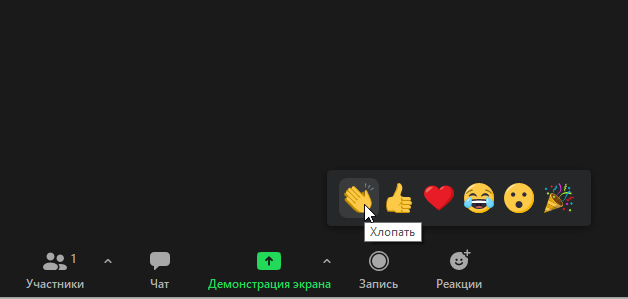 Хлопать
1
Участники
Чат
Демонстрация экрана
Запись
Реакции